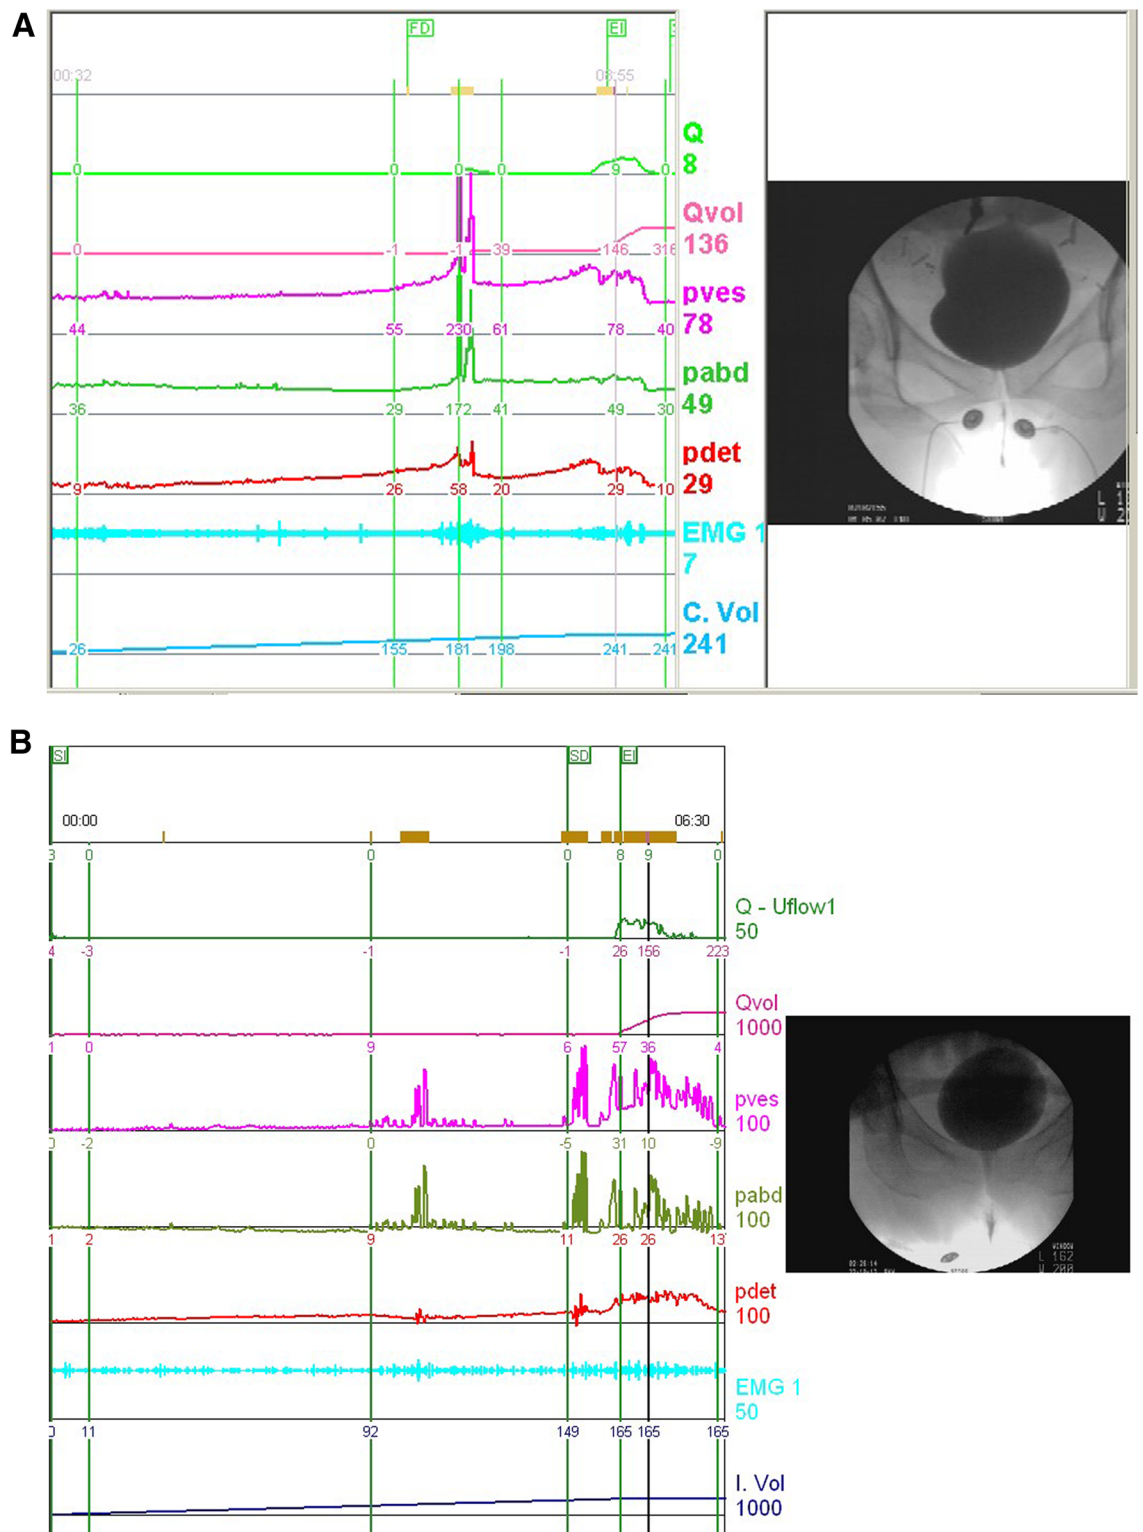 A
FD
EI
00:32
08:55
0 0 0 0 9 0
Q
8
0 -1 -1 39 146 316
Qvol
136
44 55 230 61 78 40
pves
78
36 29 172 41 49 30
pabd
49
9 26 58 20 29 10
pdet
29
EMG 1
7
26 155 181 198 241 241
C. Vol
241
B
SI
SD
EI
00:00
06:30
0 0 0 8 9 0
Q - Uflow1
50
4 -3 -1 -1 26 156 223
Qvol
1000
1 0 9 6 57 36 4
pves
100
-2 0 -5 31 10 -9
pabd
100
1 2 9 11 26 26 13
pdet
100
EMG 1
50
11 92 149 165 165 165
I. Vol
1000
WINDOW
L 162
W 200